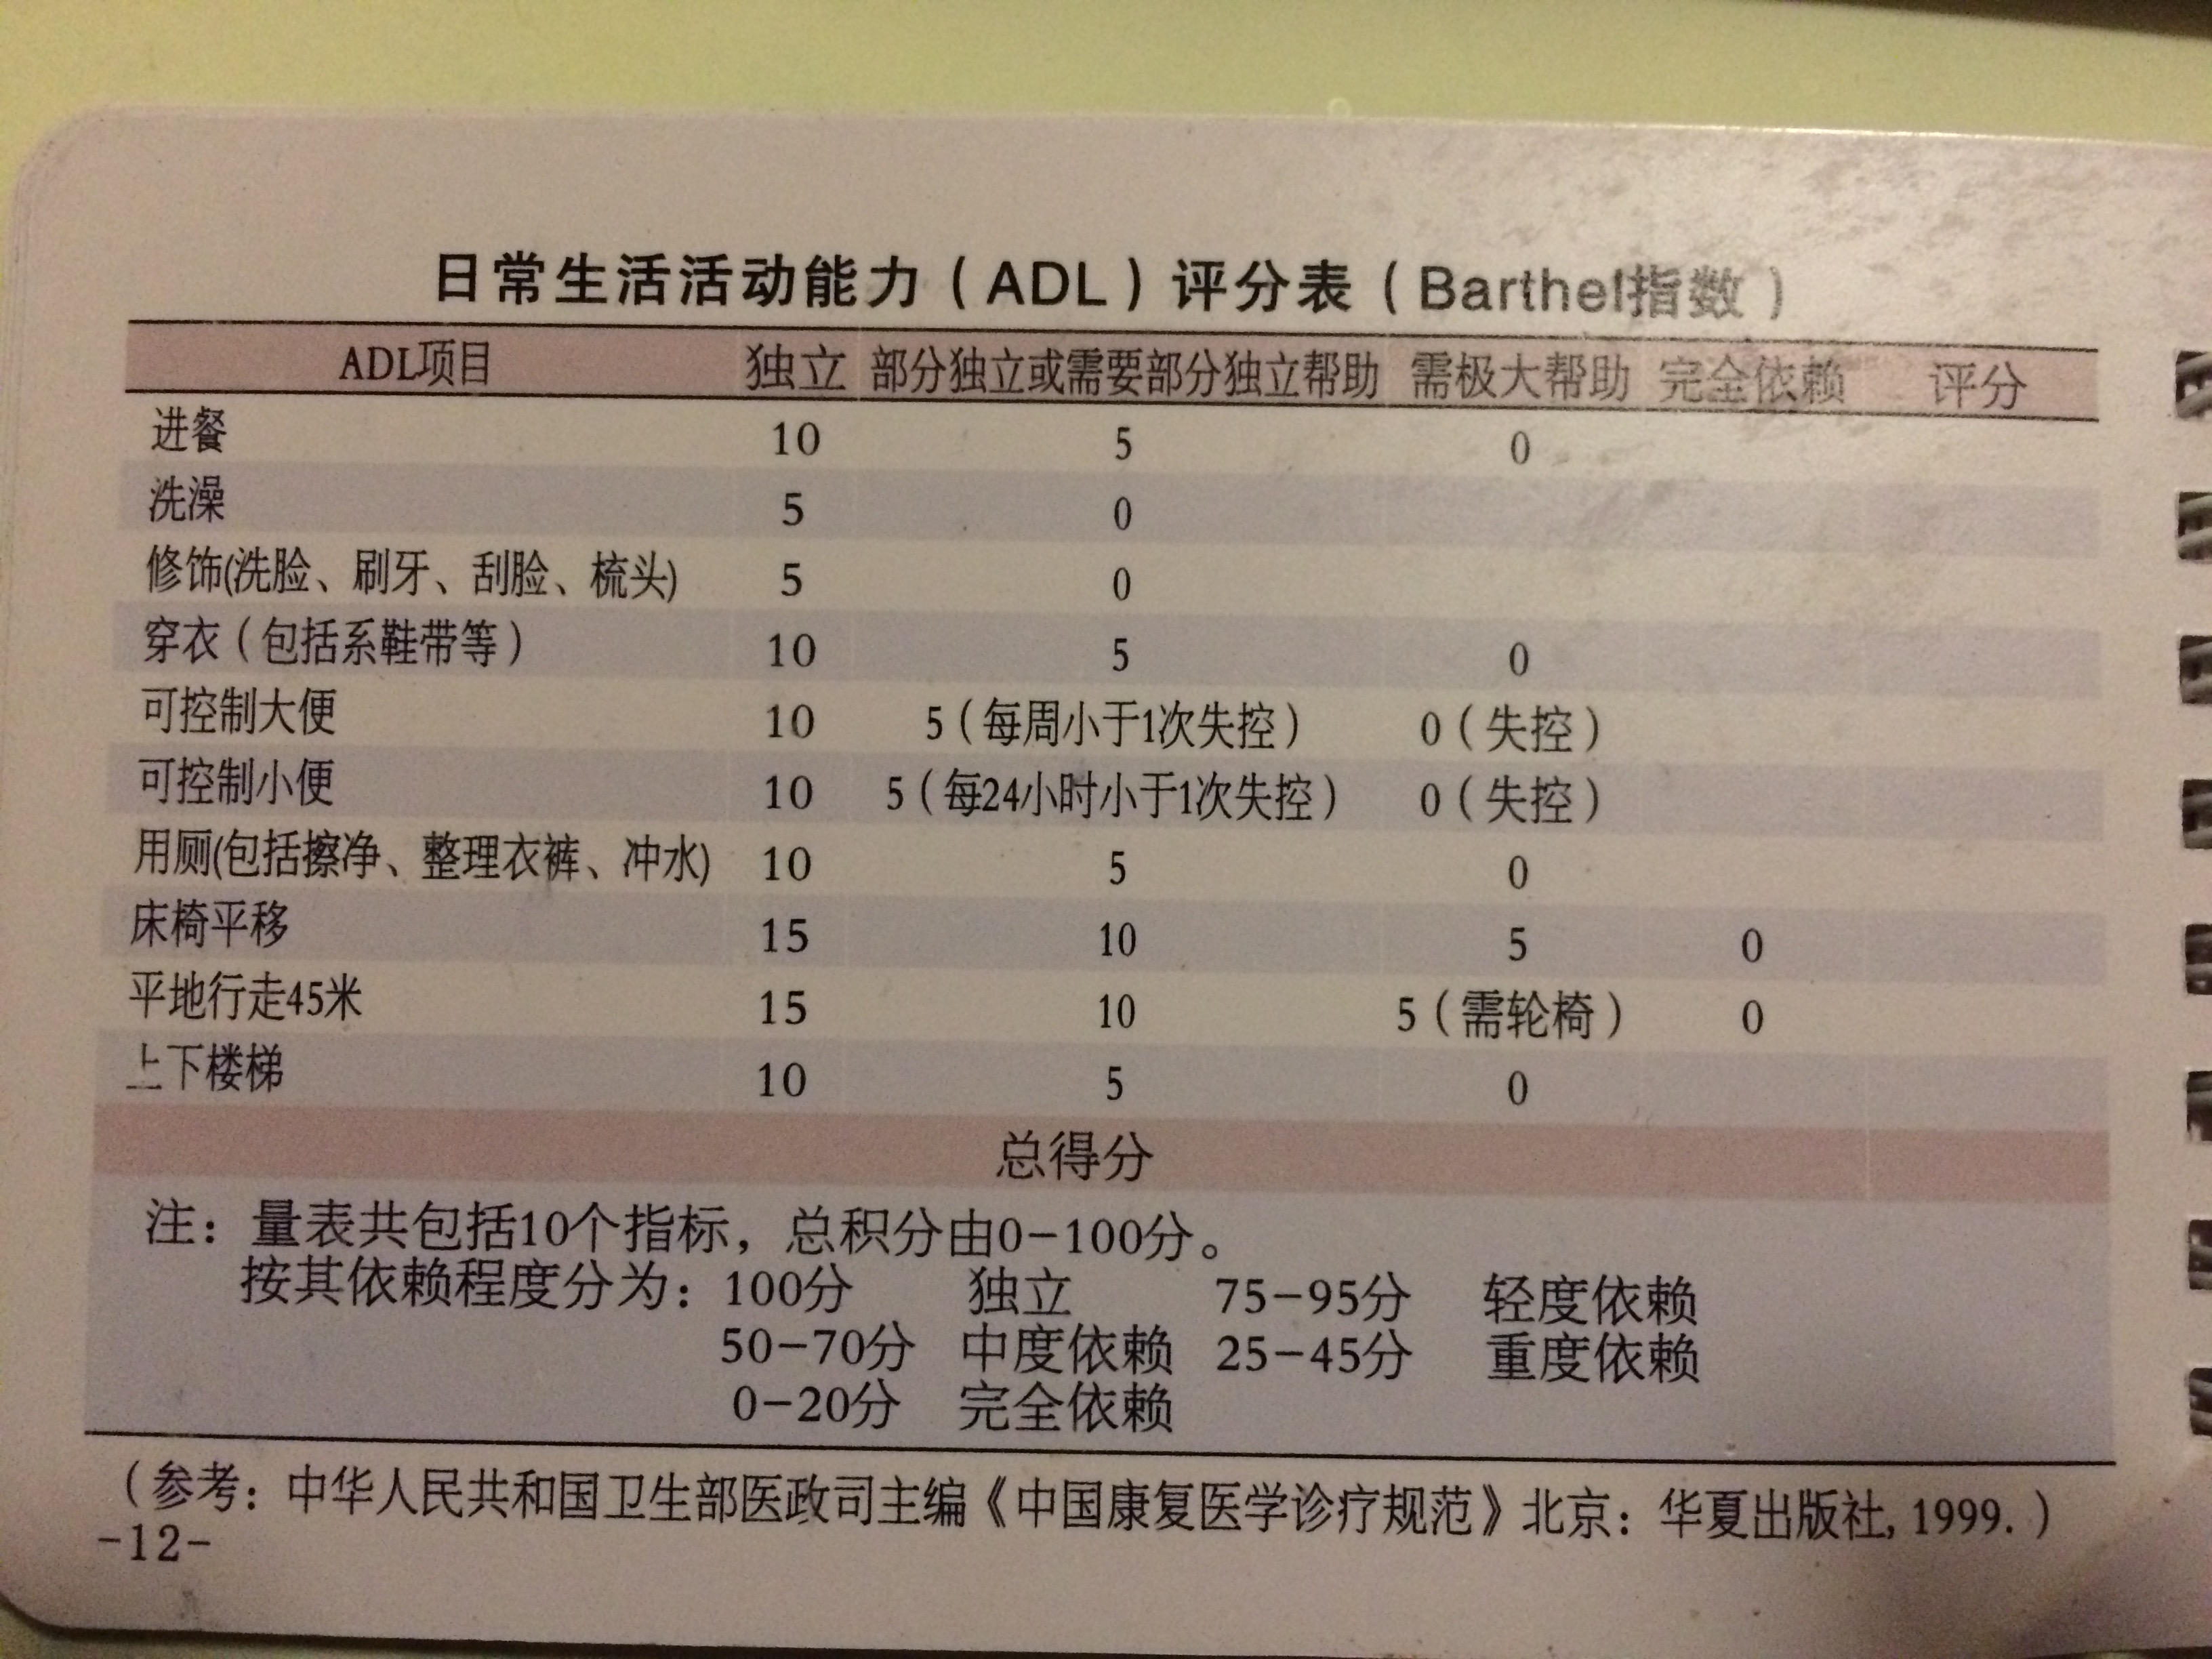 日常生活活动能力（ADL）评分表（Barthel指数）
ADL项目 独立 部分独立或需要部分独立帮助 需极大帮助 完全依赖 评分
进餐 10 5 0
洗澡 5 0
修饰(洗脸、刷牙、刮脸、梳头) 5 0
穿衣（包括系鞋带等） 10 5 0
可控制大便 10 5（每周小于1次失控） 0（失控）
可控制小便 10 5（每24小时小于1次失控） 0（失控）
用厕(包括擦净、整理衣裤、冲水) 10 5 0
床椅平移 15 10 5 0
平地行走45米 15 10 5（需轮椅） 0
上下楼梯 10 5 0
总得分
注：量表共包括10个指标，总积分由0-100分。
按其依赖程度分为：100分 独立 75-95分 轻度依赖
50-70分 中度依赖 25-45分 重度依赖
0-20分 完全依赖
（参考：中华人民共和国卫生部医政司主编《中国康复医学诊疗规范》北京：华夏出版社, 1999.）
-12-